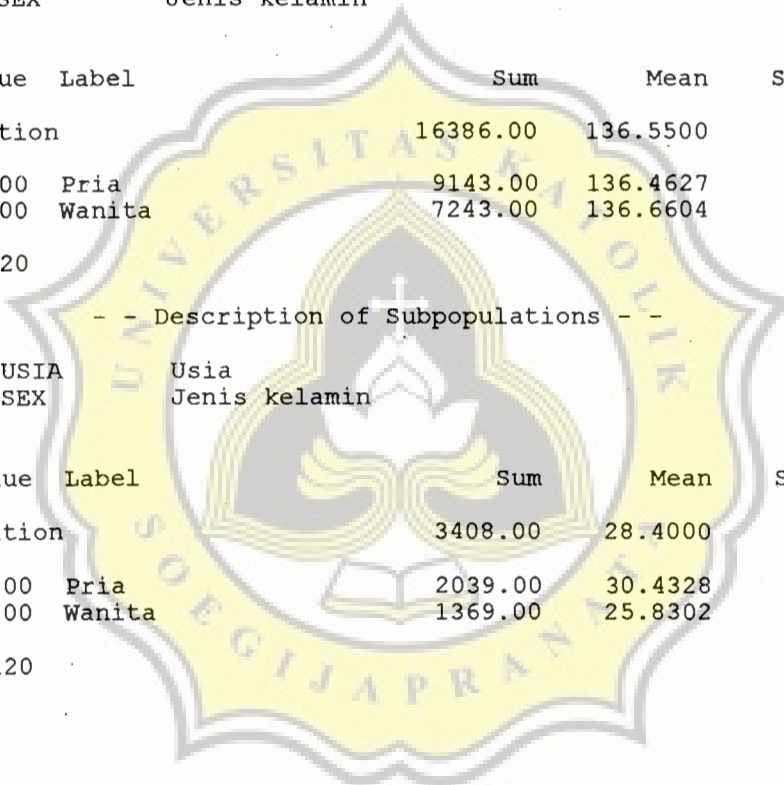 SEX Jenis kelamin
ue Label Sum Mean S
tion 16386.00 136.5500
00 Pria 9143.00 136.4627
00 Wanita 7243.00 136.6604
20
- - Description of Subpopulations - -
USIA Usia
SEX Jenis kelamin
ue Label Sum Mean S
tion 3408.00 28.4000
00 Pria 2039.00 30.4328
00 Wanita 1369.00 25.8302
20
UNIVERSITAS KATOLIK
SOEGIJAPRANATA